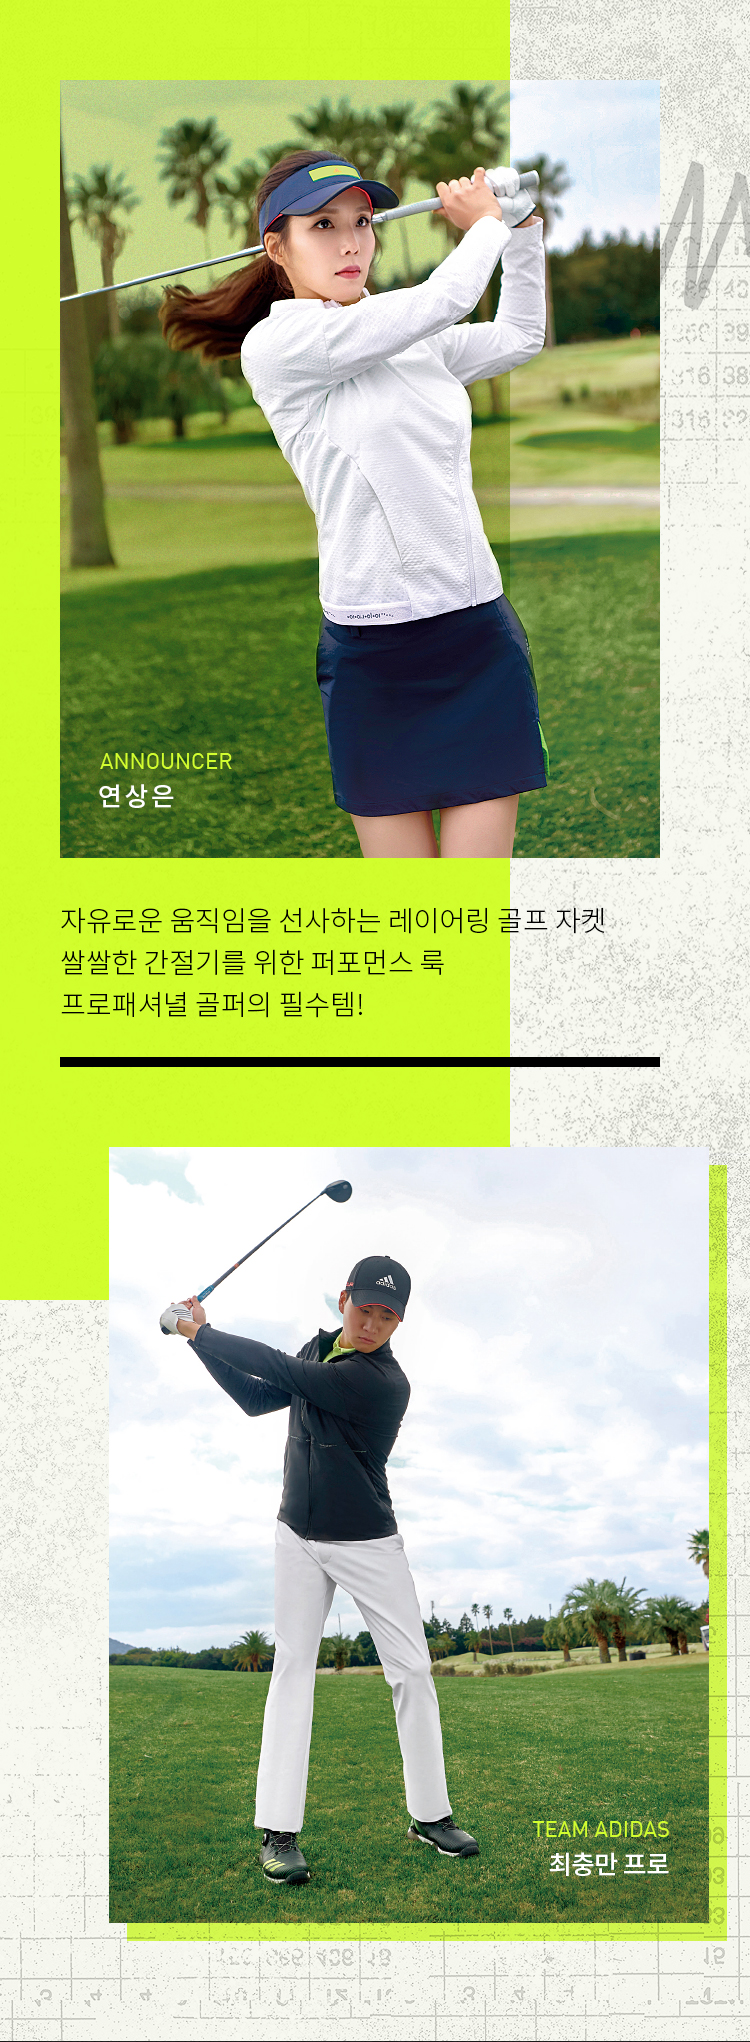 ANNOUNCER
연상은
자유로운 움직임을 선사하는 레이어링 골프 자켓
쌀쌀한 간절기를 위한 퍼포먼스 룩
프로패셔널 골퍼의 필수템!
adidas
TEAM ADIDAS
최충만 프로